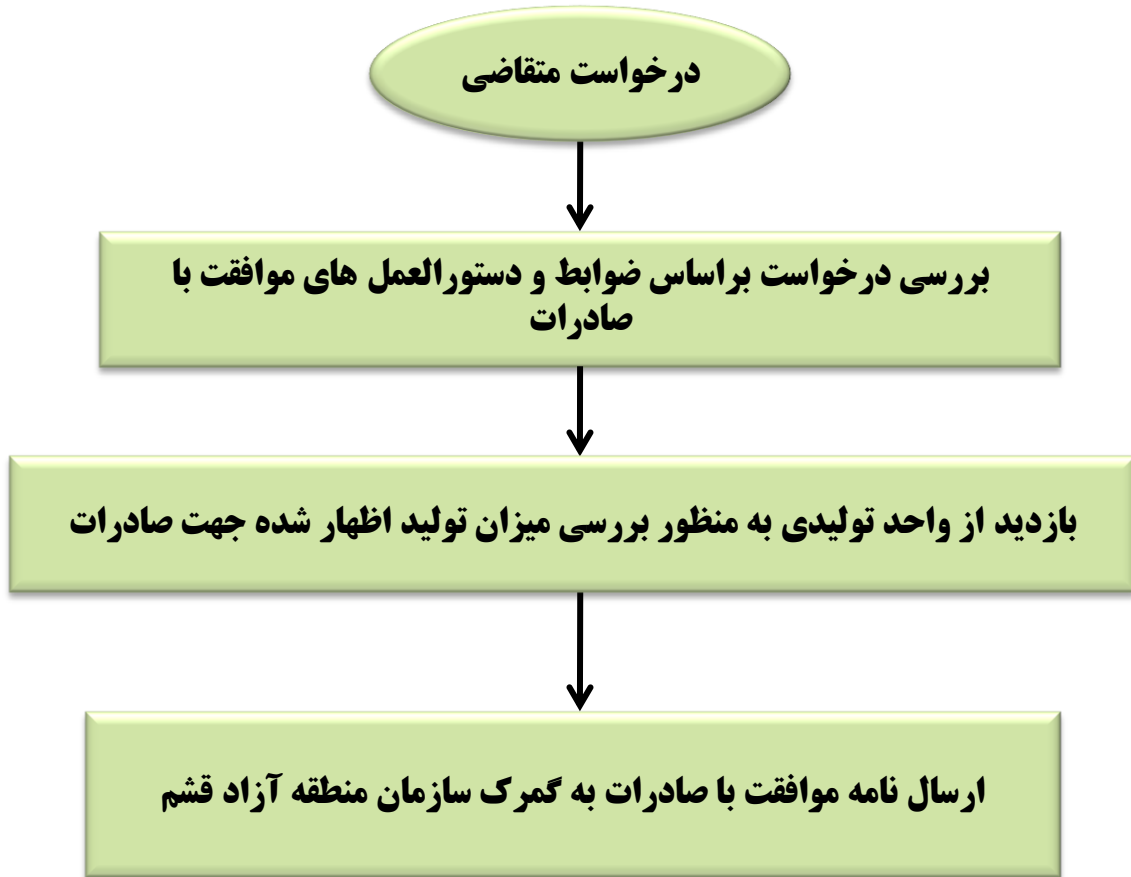 درخواست متقاضی
بررسی درخواست براساس ضوابط و دستورالعمل های موافقت با
صادرات
بازدید از واحد تولیدی به منظور بررسی میزان تولید اظهار شده جهت صادرات
ارسال نامه موافقت با صادرات به گمرک سازمان منطقه آزاد قشم